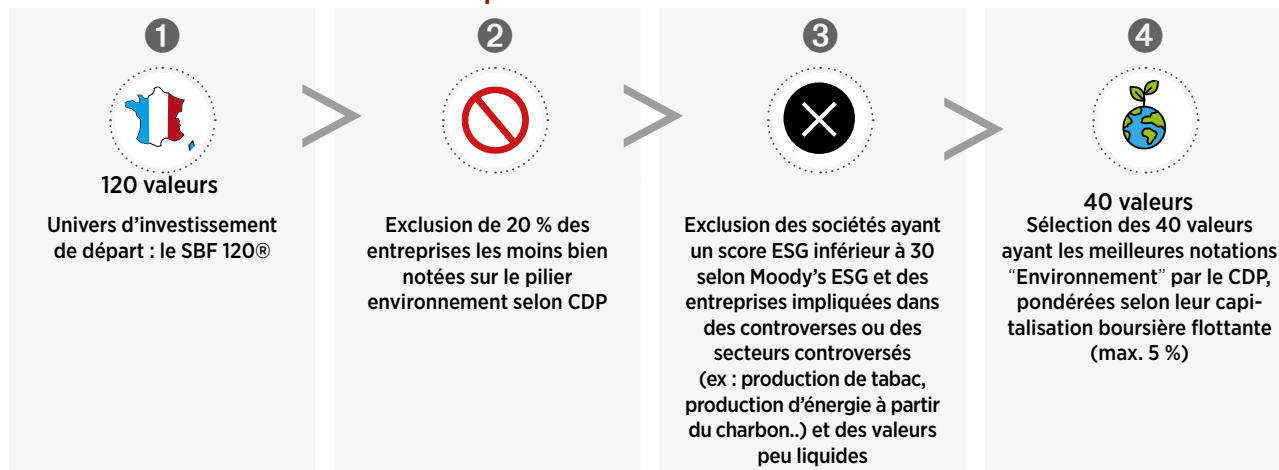 1
120 valeurs
Univers d’investissement
de départ : le SBF 120®
2
Exclusion de 20 % des
entreprises les moins bien
notées sur le pilier
environnement selon CDP
3
Exclusion des sociétés ayant
un score ESG inférieur à 30
selon Moody’s ESG et des
entreprises impliquées dans
des controverses ou des
secteurs controversés
(ex : production de tabac,
production d’énergie à partir
du charbon..) et des valeurs
peu liquides
4
40 valeurs
Sélection des 40 valeurs
ayant les meilleures notations
“Environnement” par le CDP,
pondérées selon leur capi-
talisation boursière flottante
(max. 5 %)